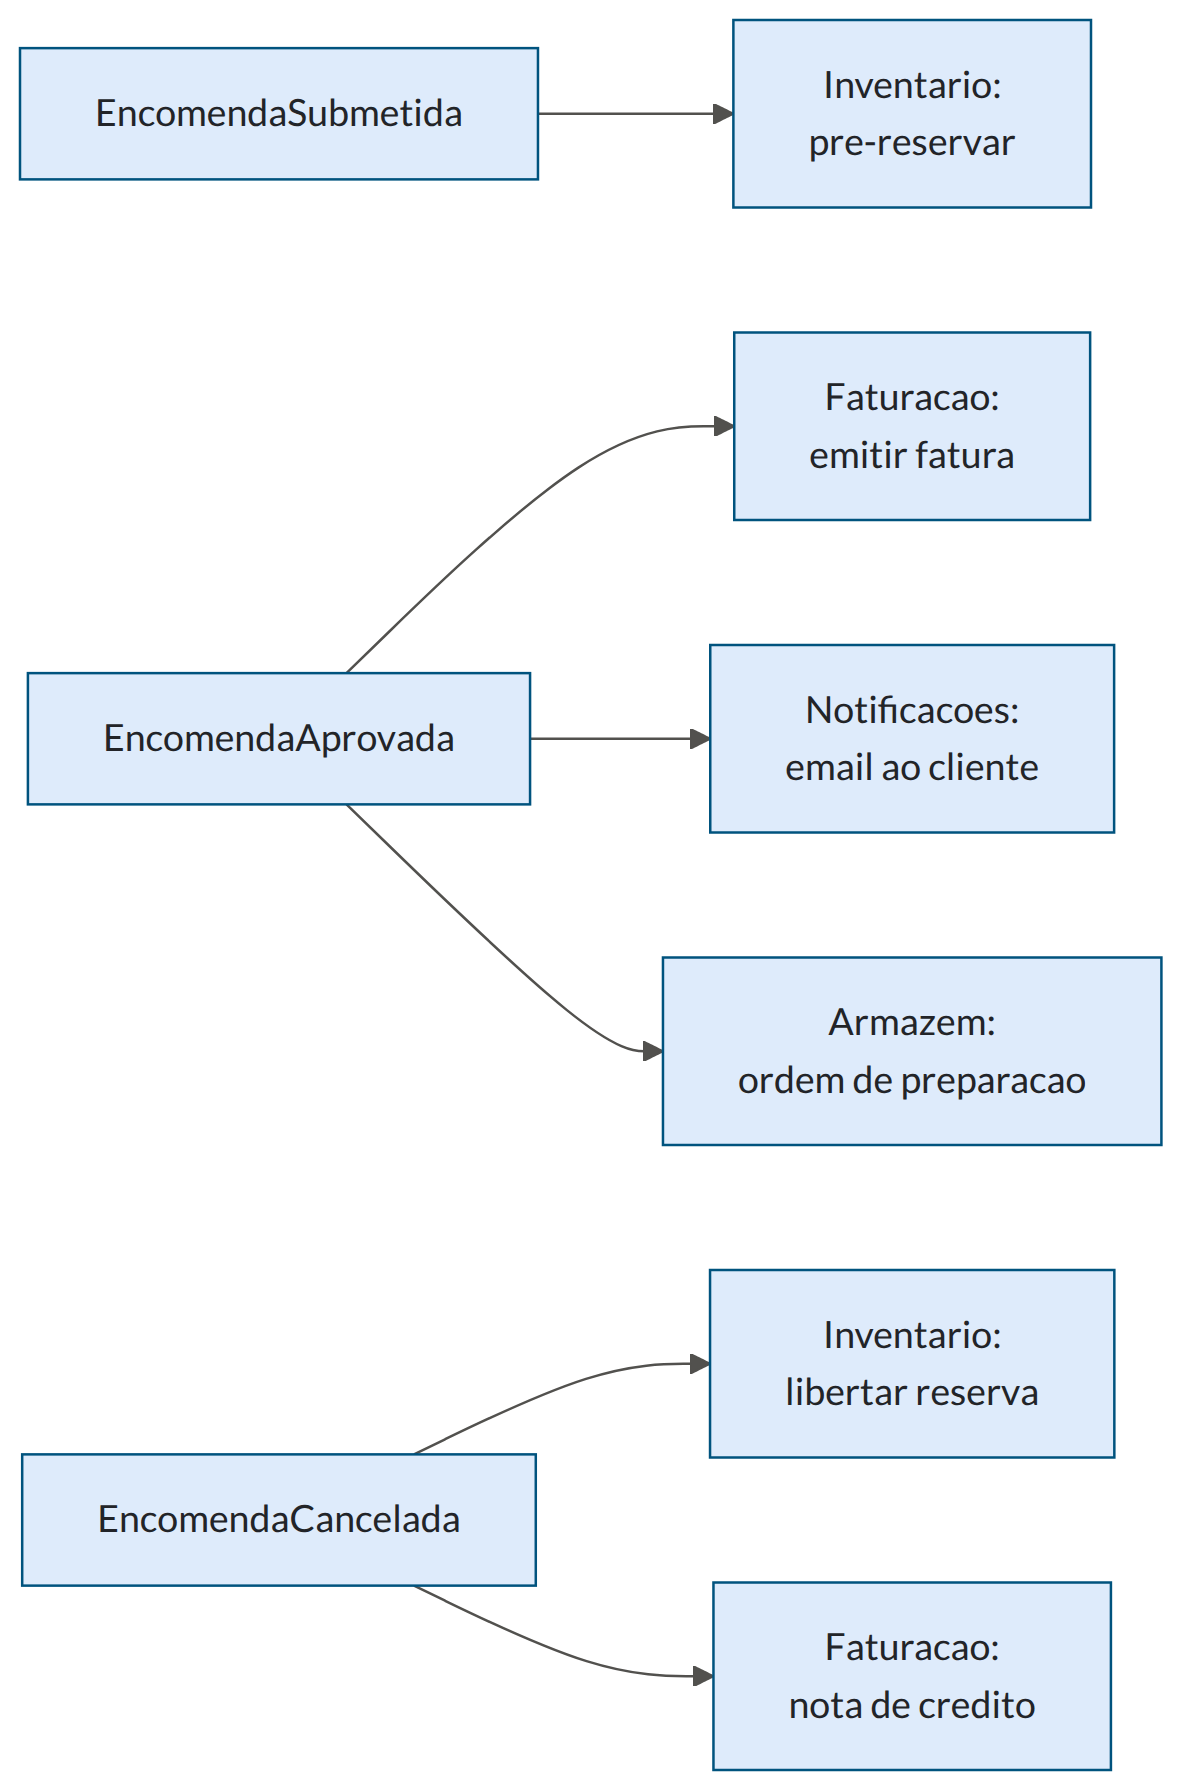 EncomendaSubmetida
Inventario:
pre-reservar
Faturacao:
emitir fatura
EncomendaAprovada
Notificacoes:
email ao cliente
Armazem:
ordem de preparacao
Inventario:
libertar reserva
EncomendaCancelada
Faturacao:
nota de credito